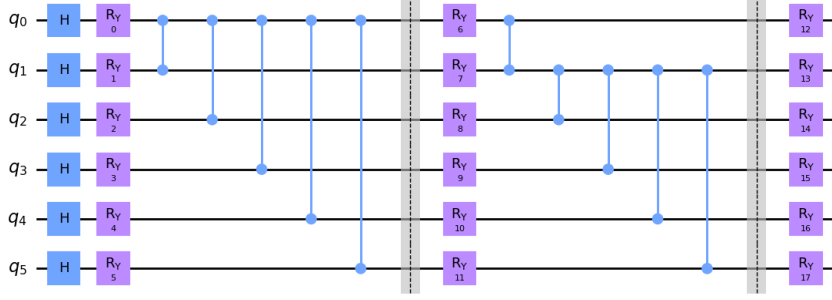 q0 H RY 0 RY 6 RY 12
q1 H RY 1 RY 7 RY 13
q2 H RY 2 RY 8 RY 14
q3 H RY 3 RY 9 RY 15
q4 H RY 4 RY 10 RY 16
q5 H RY 5 RY 11 RY 17